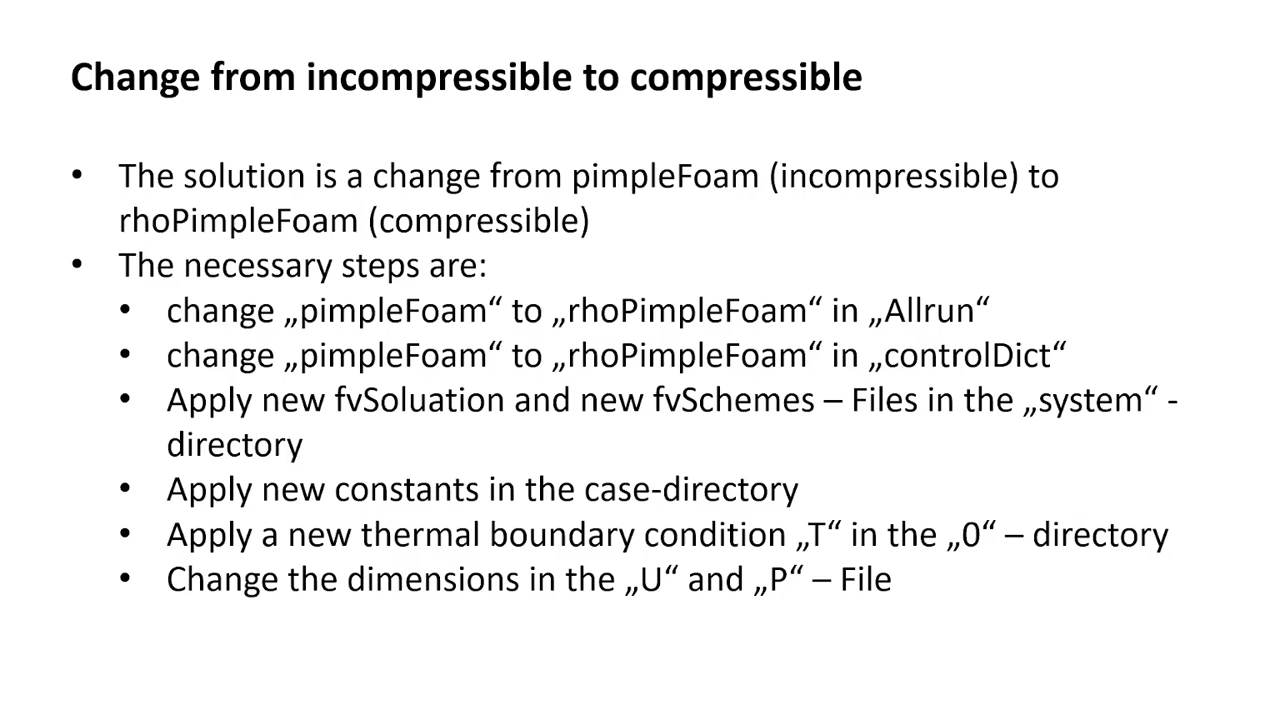 Change from incompressible to compressible
• The solution is a change from pimpleFoam (incompressible) to
rhoPimpleFoam (compressible)
• The necessary steps are:
• change „pimpleFoam“ to „rhoPimpleFoam“ in „Allrun“
• change „pimpleFoam“ to „rhoPimpleFoam“ in „controlDict“
• Apply new fvSoluation and new fvSchemes – Files in the „system“ -
directory
• Apply new constants in the case-directory
• Apply a new thermal boundary condition „T“ in the „0“ – directory
• Change the dimensions in the „U“ and „P“ – File